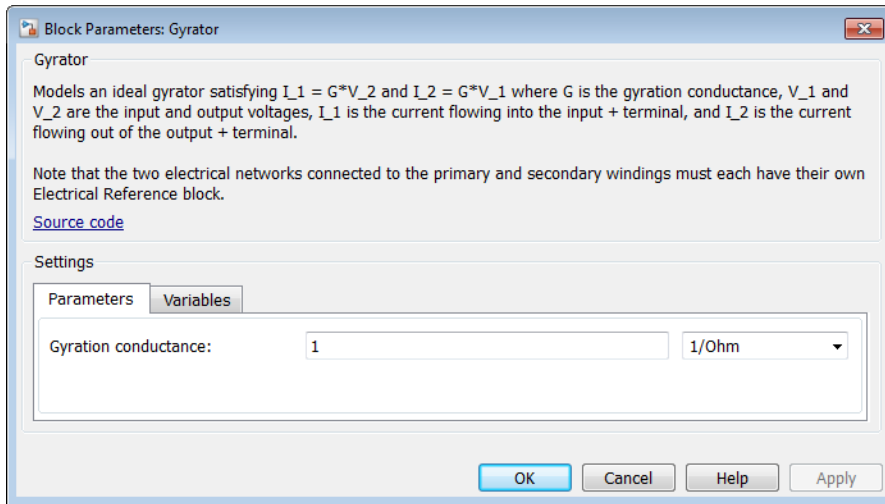 Block Parameters: Gyrator
Gyrator
Models an ideal gyrator satisfying I_1 = G*V_2 and I_2 = G*V_1 where G is the gyration conductance, V_1 and
V_2 are the input and output voltages, I_1 is the current flowing into the input + terminal, and I_2 is the current
flowing out of the output + terminal.
Note that the two electrical networks connected to the primary and secondary windings must each have their own
Electrical Reference block.
Source code
Settings
Parameters Variables
Gyration conductance: 1 1/Ohm
OK Cancel Help Apply